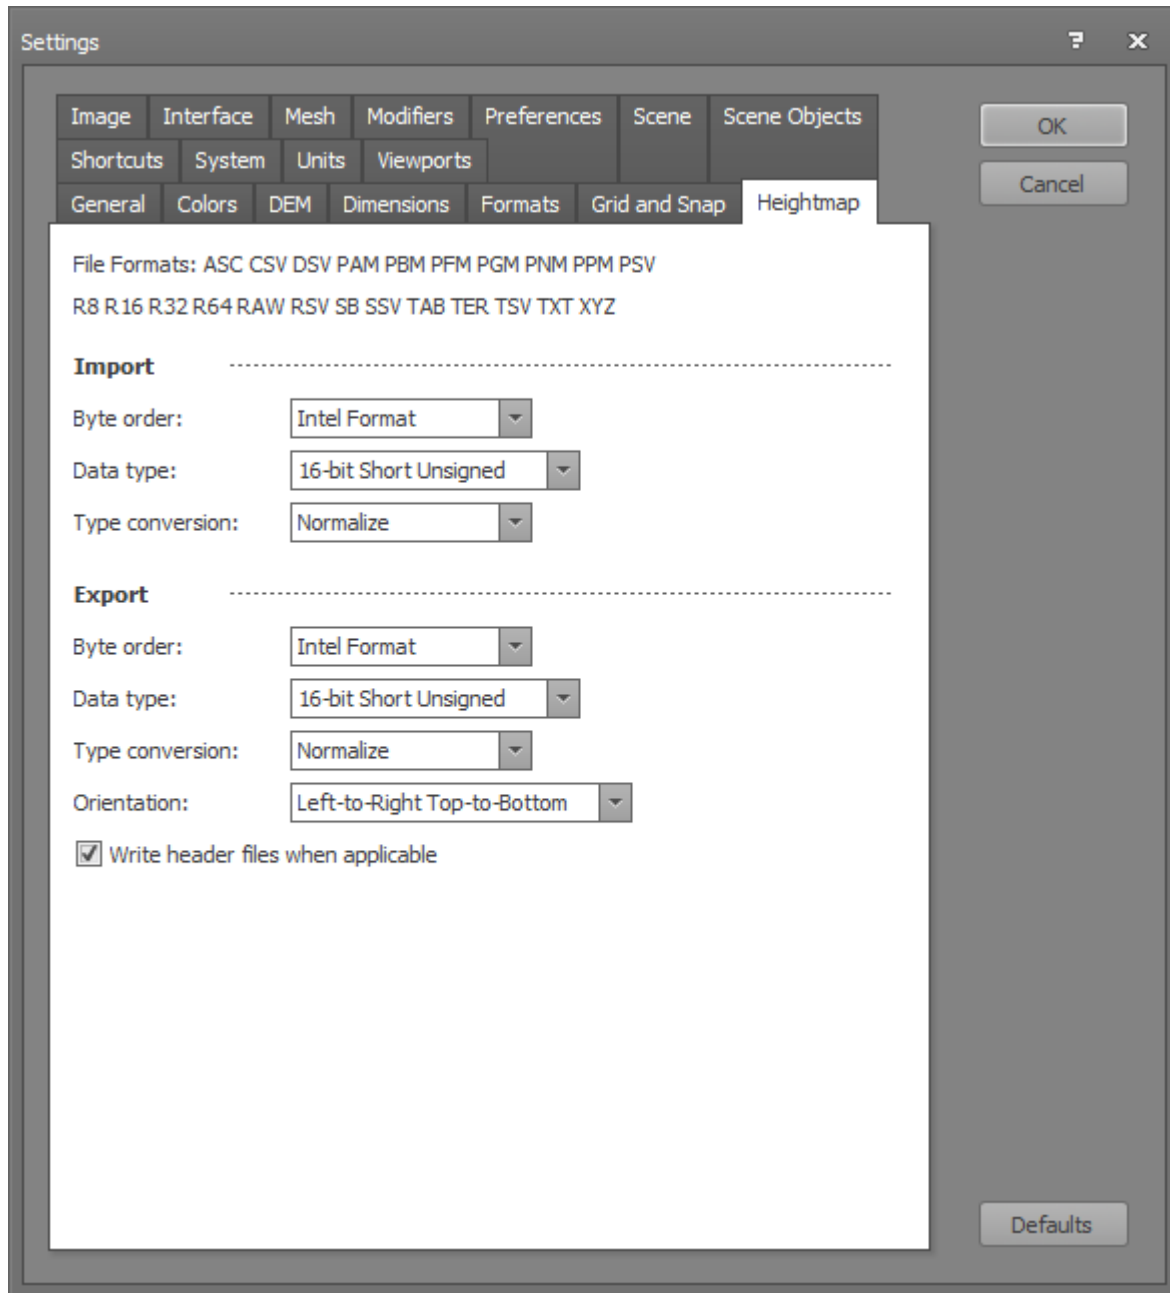 Settings
Image Interface Mesh Modifiers Preferences Scene Scene Objects
Shortcuts System Units Viewports
General Colors DEM Dimensions Formats Grid and Snap Heightmap
OK
Cancel
File Formats: ASC CSV DSV PAM PBM PFM PGM PNM PPM PSV
R8 R16 R32 R64 RAW RSV SB SSV TAB TER TSV TXT XYZ
Import
Byte order: Intel Format
Data type: 16-bit Short Unsigned
Type conversion: Normalize
Export
Byte order: Intel Format
Data type: 16-bit Short Unsigned
Type conversion: Normalize
Orientation: Left-to-Right Top-to-Bottom
Write header files when applicable
Defaults